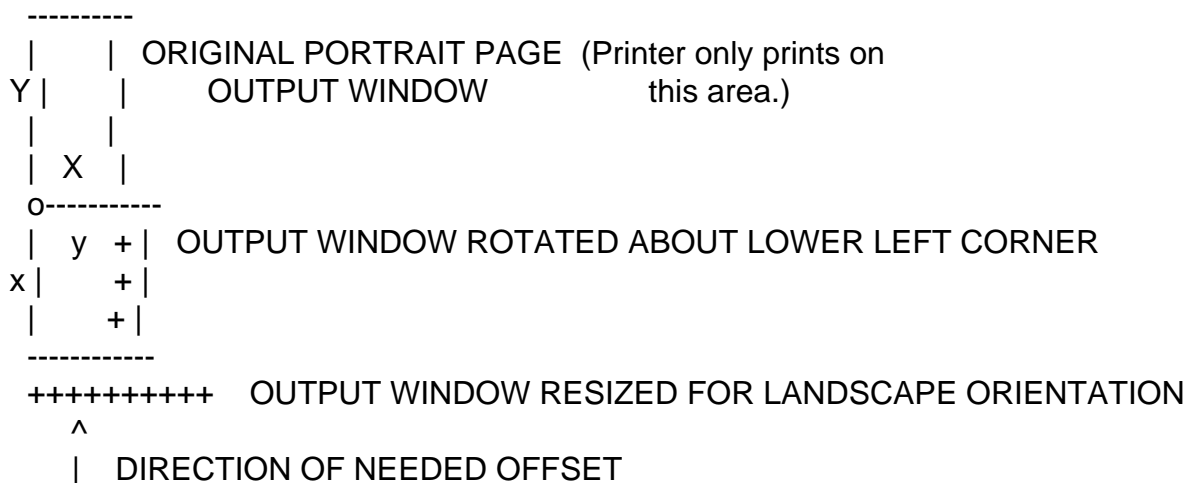 ----------
|        | ORIGINAL PORTRAIT PAGE  (Printer only prints on
Y |        |        OUTPUT WINDOW                this area.)
|        |
|   X   |
o-----------
|    y   + |   OUTPUT WINDOW ROTATED ABOUT LOWER LEFT CORNER
x |        + |
|        + |
------------
++++++++++    OUTPUT WINDOW RESIZED FOR LANDSCAPE ORIENTATION
^
|    DIRECTION OF NEEDED OFFSET